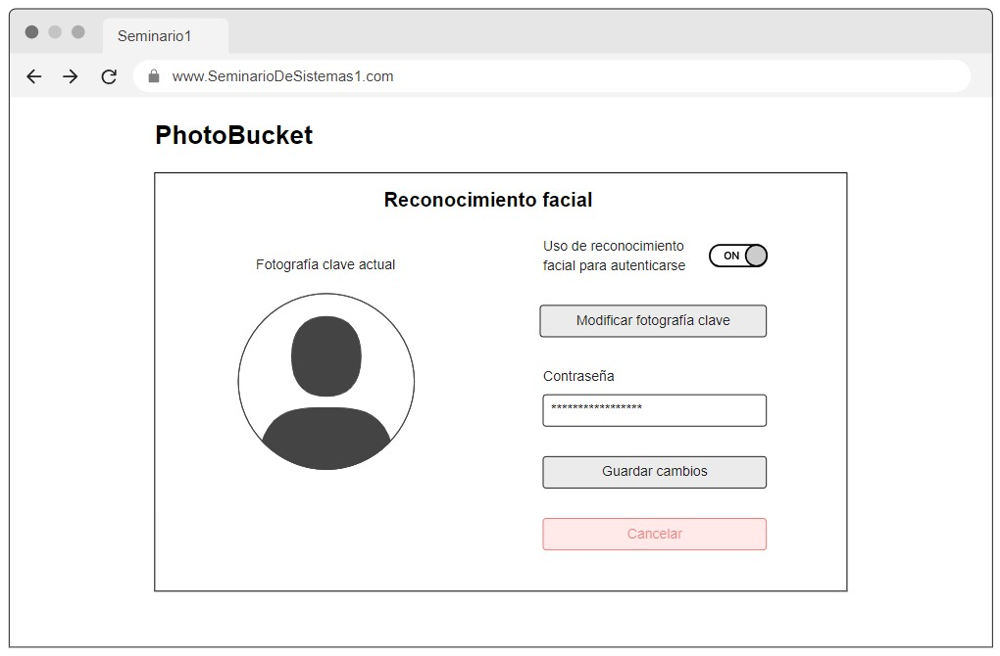 Seminario1
www.SeminarioDeSistemas1.com
PhotoBucket
Reconocimiento facial
Fotografía clave actual
Uso de reconocimiento
facial para autenticarse
ON
Modificar fotografía clave
Contraseña
*****************
Guardar cambios
Cancelar